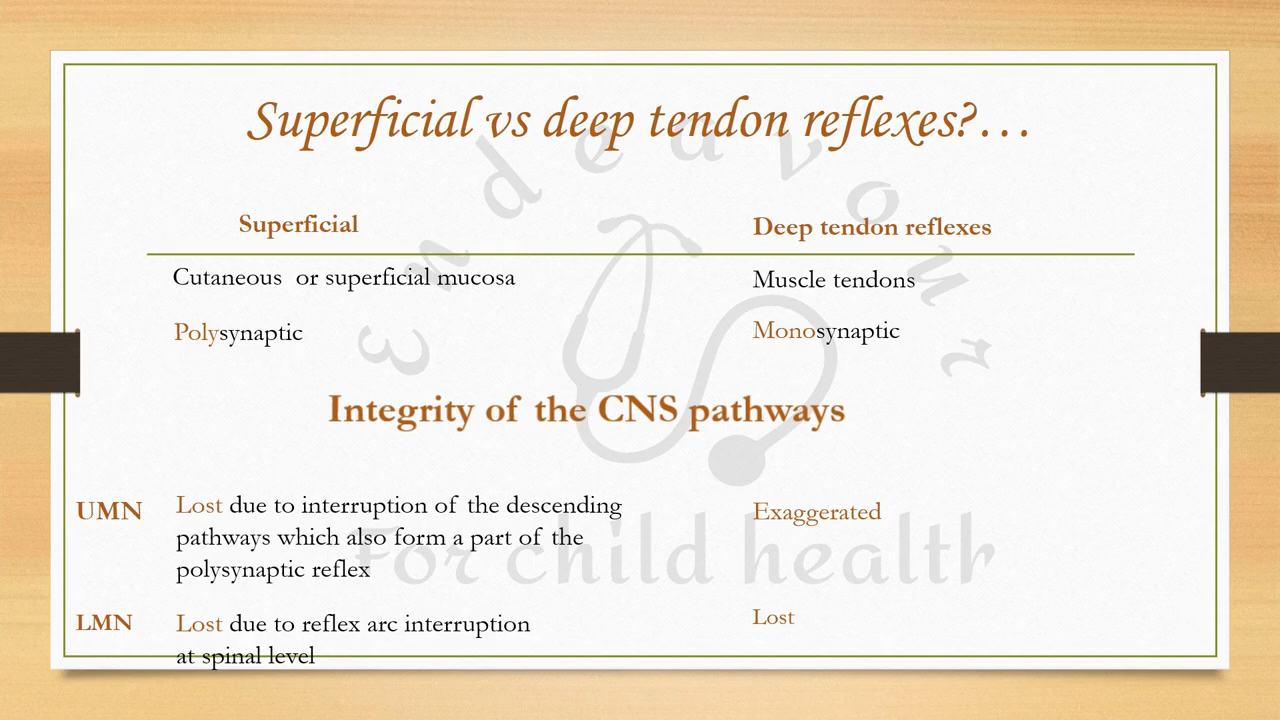 Superficial vs deep tendon reflexes?...
Superficial
Deep tendon reflexes
Cutaneous or superficial mucosa
Muscle tendons
Polysynaptic
Monosynaptic
Integrity of the CNS pathways
UMN
Lost due to interruption of the descending
pathways which also form a part of the
polysynaptic reflex
Exaggerated
LMN
Lost due to reflex arc interruption
at spinal level
Lost
Endeavour
For child health